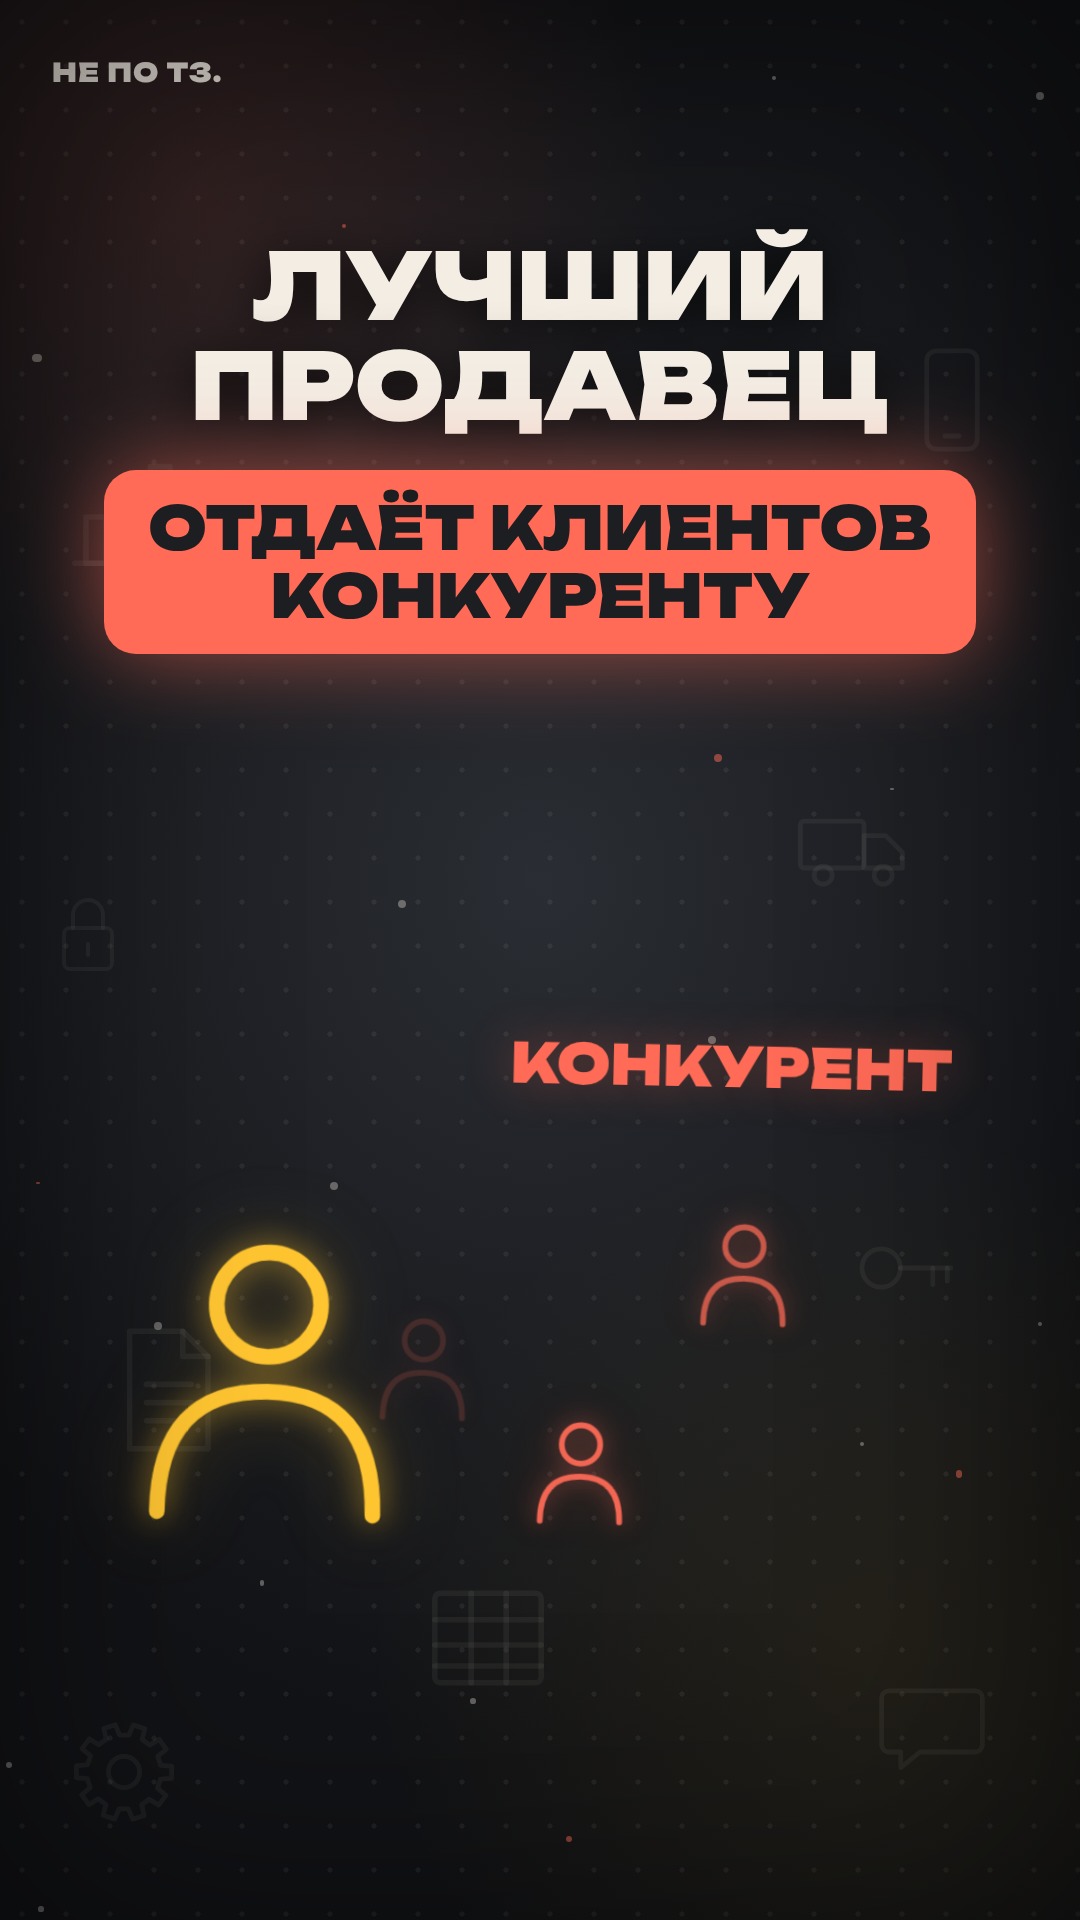 НЕ ПО ТЗ.
ЛУЧШИЙ
ПРОДАВЕЦ
ОТДАЁТ КЛИЕНТОВ
КОНКУРЕНТУ
КОНКУРЕНТ